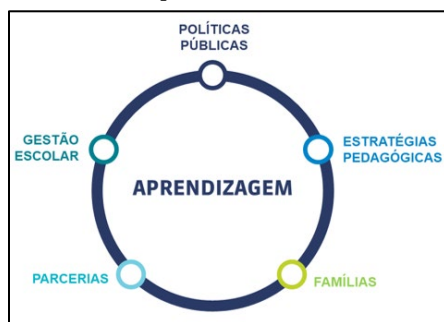 POLÍTICAS
PÚBLICAS
GESTÃO
ESCOLAR
ESTRATÉGIAS
PEDAGÓGICAS
APRENDIZAGEM
PARCERIAS
FAMÍLIAS